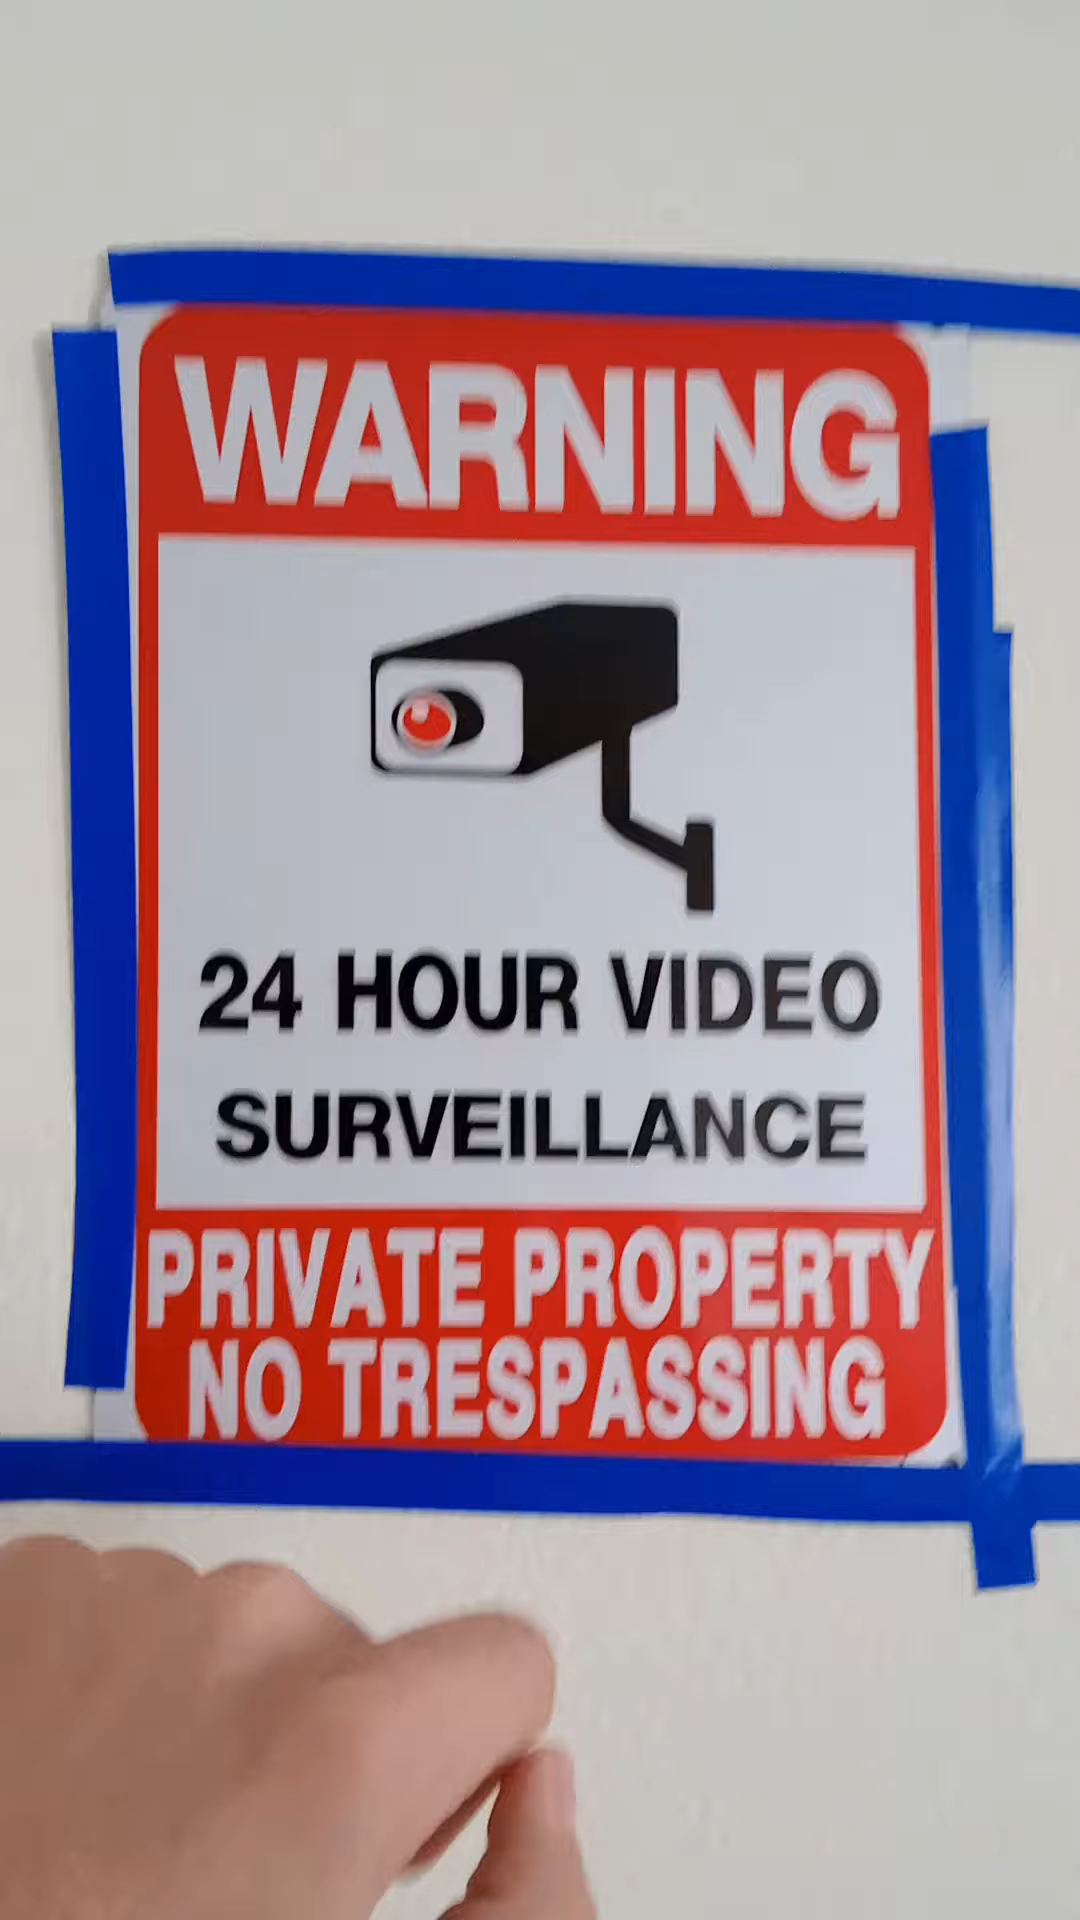 WARNING
24 HOUR VIDEO
SURVEILLANCE
PRIVATE PROPERTY
NO TRESPASSING